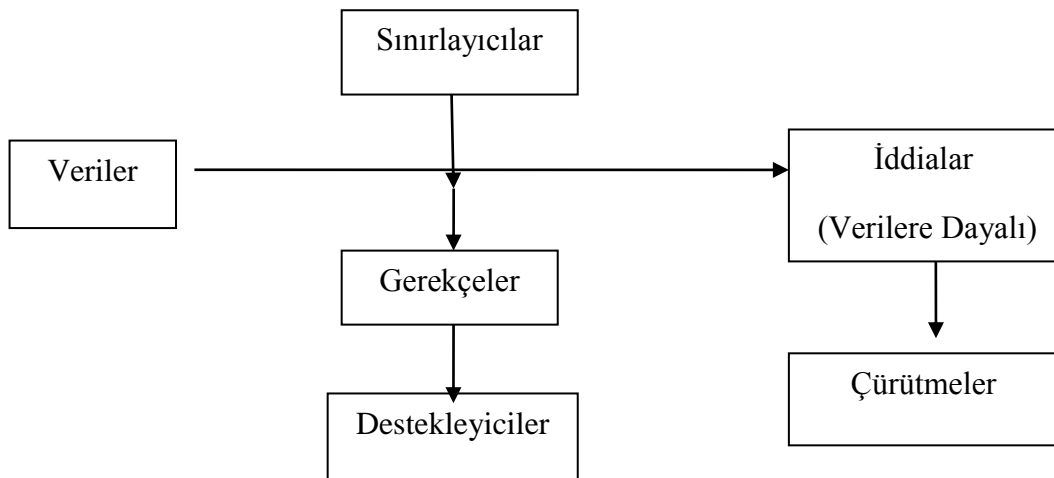 Sınırlayıcılar
Veriler
İddialar
(Verilere Dayalı)
Gerekçeler
Çürütmeler
Destekleyiciler